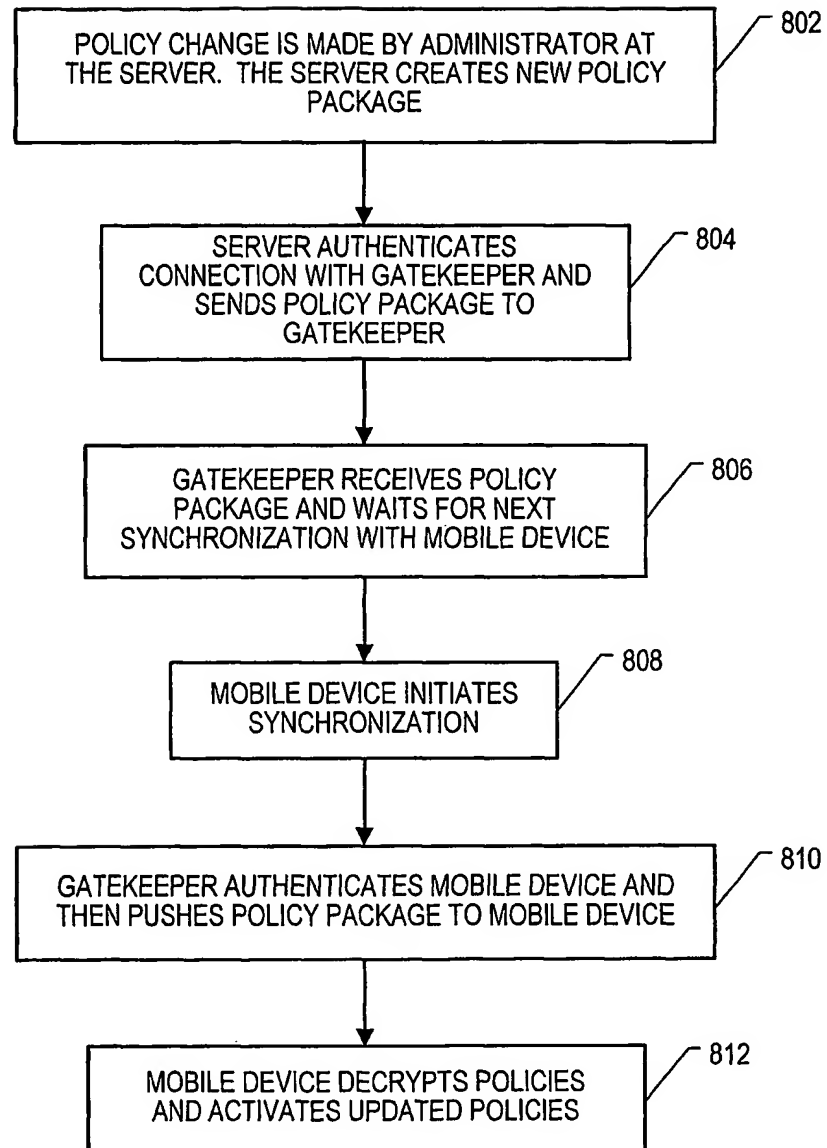 POLICY CHANGE IS MADE BY ADMINISTRATOR AT
THE SERVER. THE SERVER CREATES NEW POLICY
PACKAGE
802
SERVER AUTHENTICATES
CONNECTION WITH GATEKEEPER AND
SENDS POLICY PACKAGE TO
GATEKEEPER
804
GATEKEEPER RECEIVES POLICY
PACKAGE AND WAITS FOR NEXT
SYNCHRONIZATION WITH MOBILE DEVICE
806
MOBILE DEVICE INITIATES
SYNCHRONIZATION
808
GATEKEEPER AUTHENTICATES MOBILE DEVICE AND
THEN PUSHES POLICY PACKAGE TO MOBILE DEVICE
810
MOBILE DEVICE DECRYPTS POLICIES
AND ACTIVATES UPDATED POLICIES
812